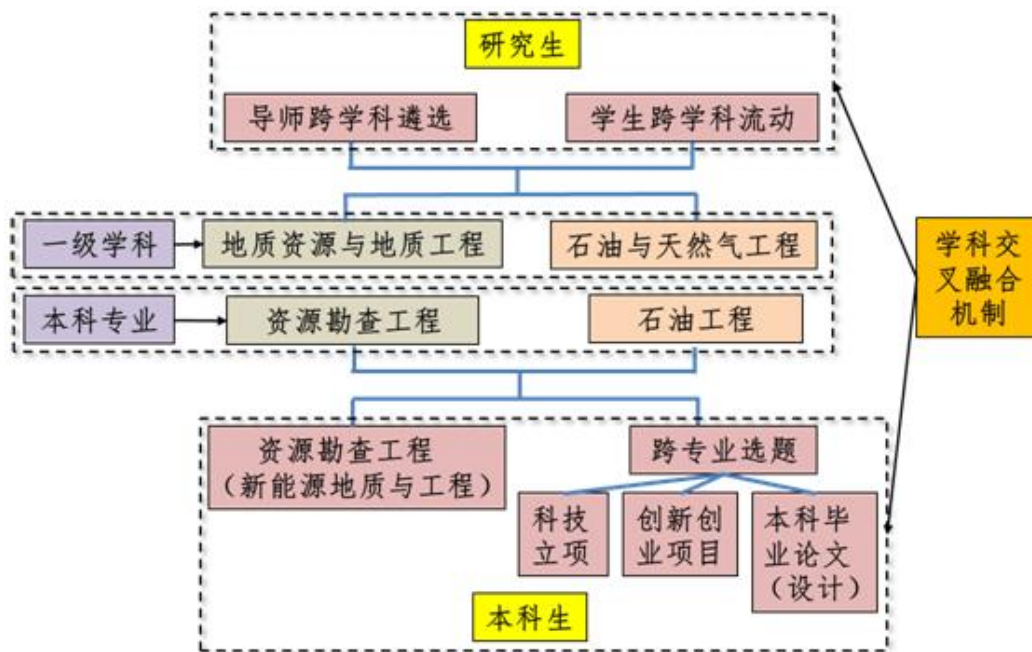 研究生
导师跨学科遴选
学生跨学科流动
一级学科
地质资源与地质工程
石油与天然气工程
本科专业
资源勘查工程
石油工程
学科交
叉融合
机制
资源勘查工程
（新能源地质与工程）
跨专业选题
科技
立项
创新创
业项目
本科毕
业论文
（设计）
本科生